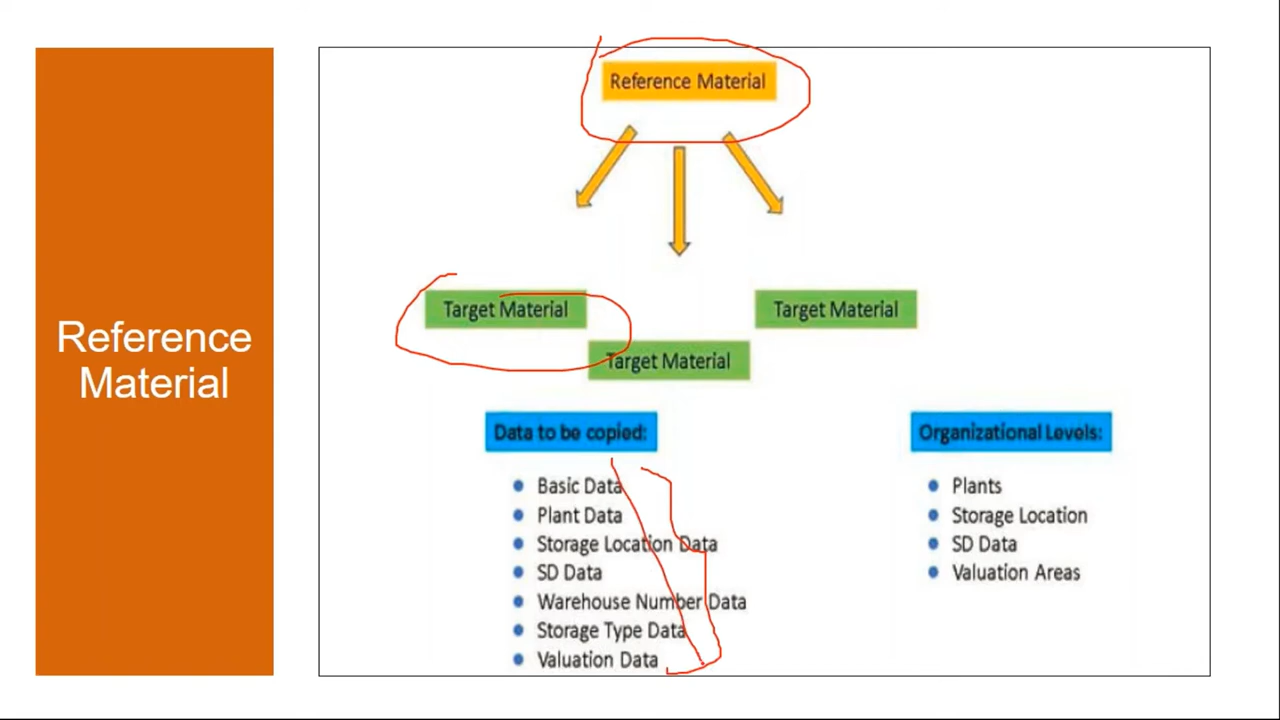 Reference
Material
Reference Material
Target Material
Target Material
Target Material
Data to be copied:
Basic Data
Plant Data
Storage Location Data
SD Data
Warehouse Number Data
Storage Type Data
Valuation Data
Organizational Levels:
Plants
Storage Location
SD Data
Valuation Areas